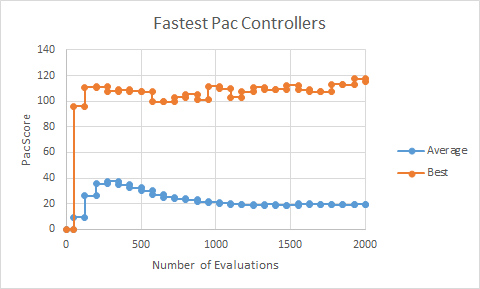 Fastest Pac Controllers
140
120
100
80
60
40
20
0
PacScore
0 500 1000 1500 2000
Number of Evaluations
Average
Best